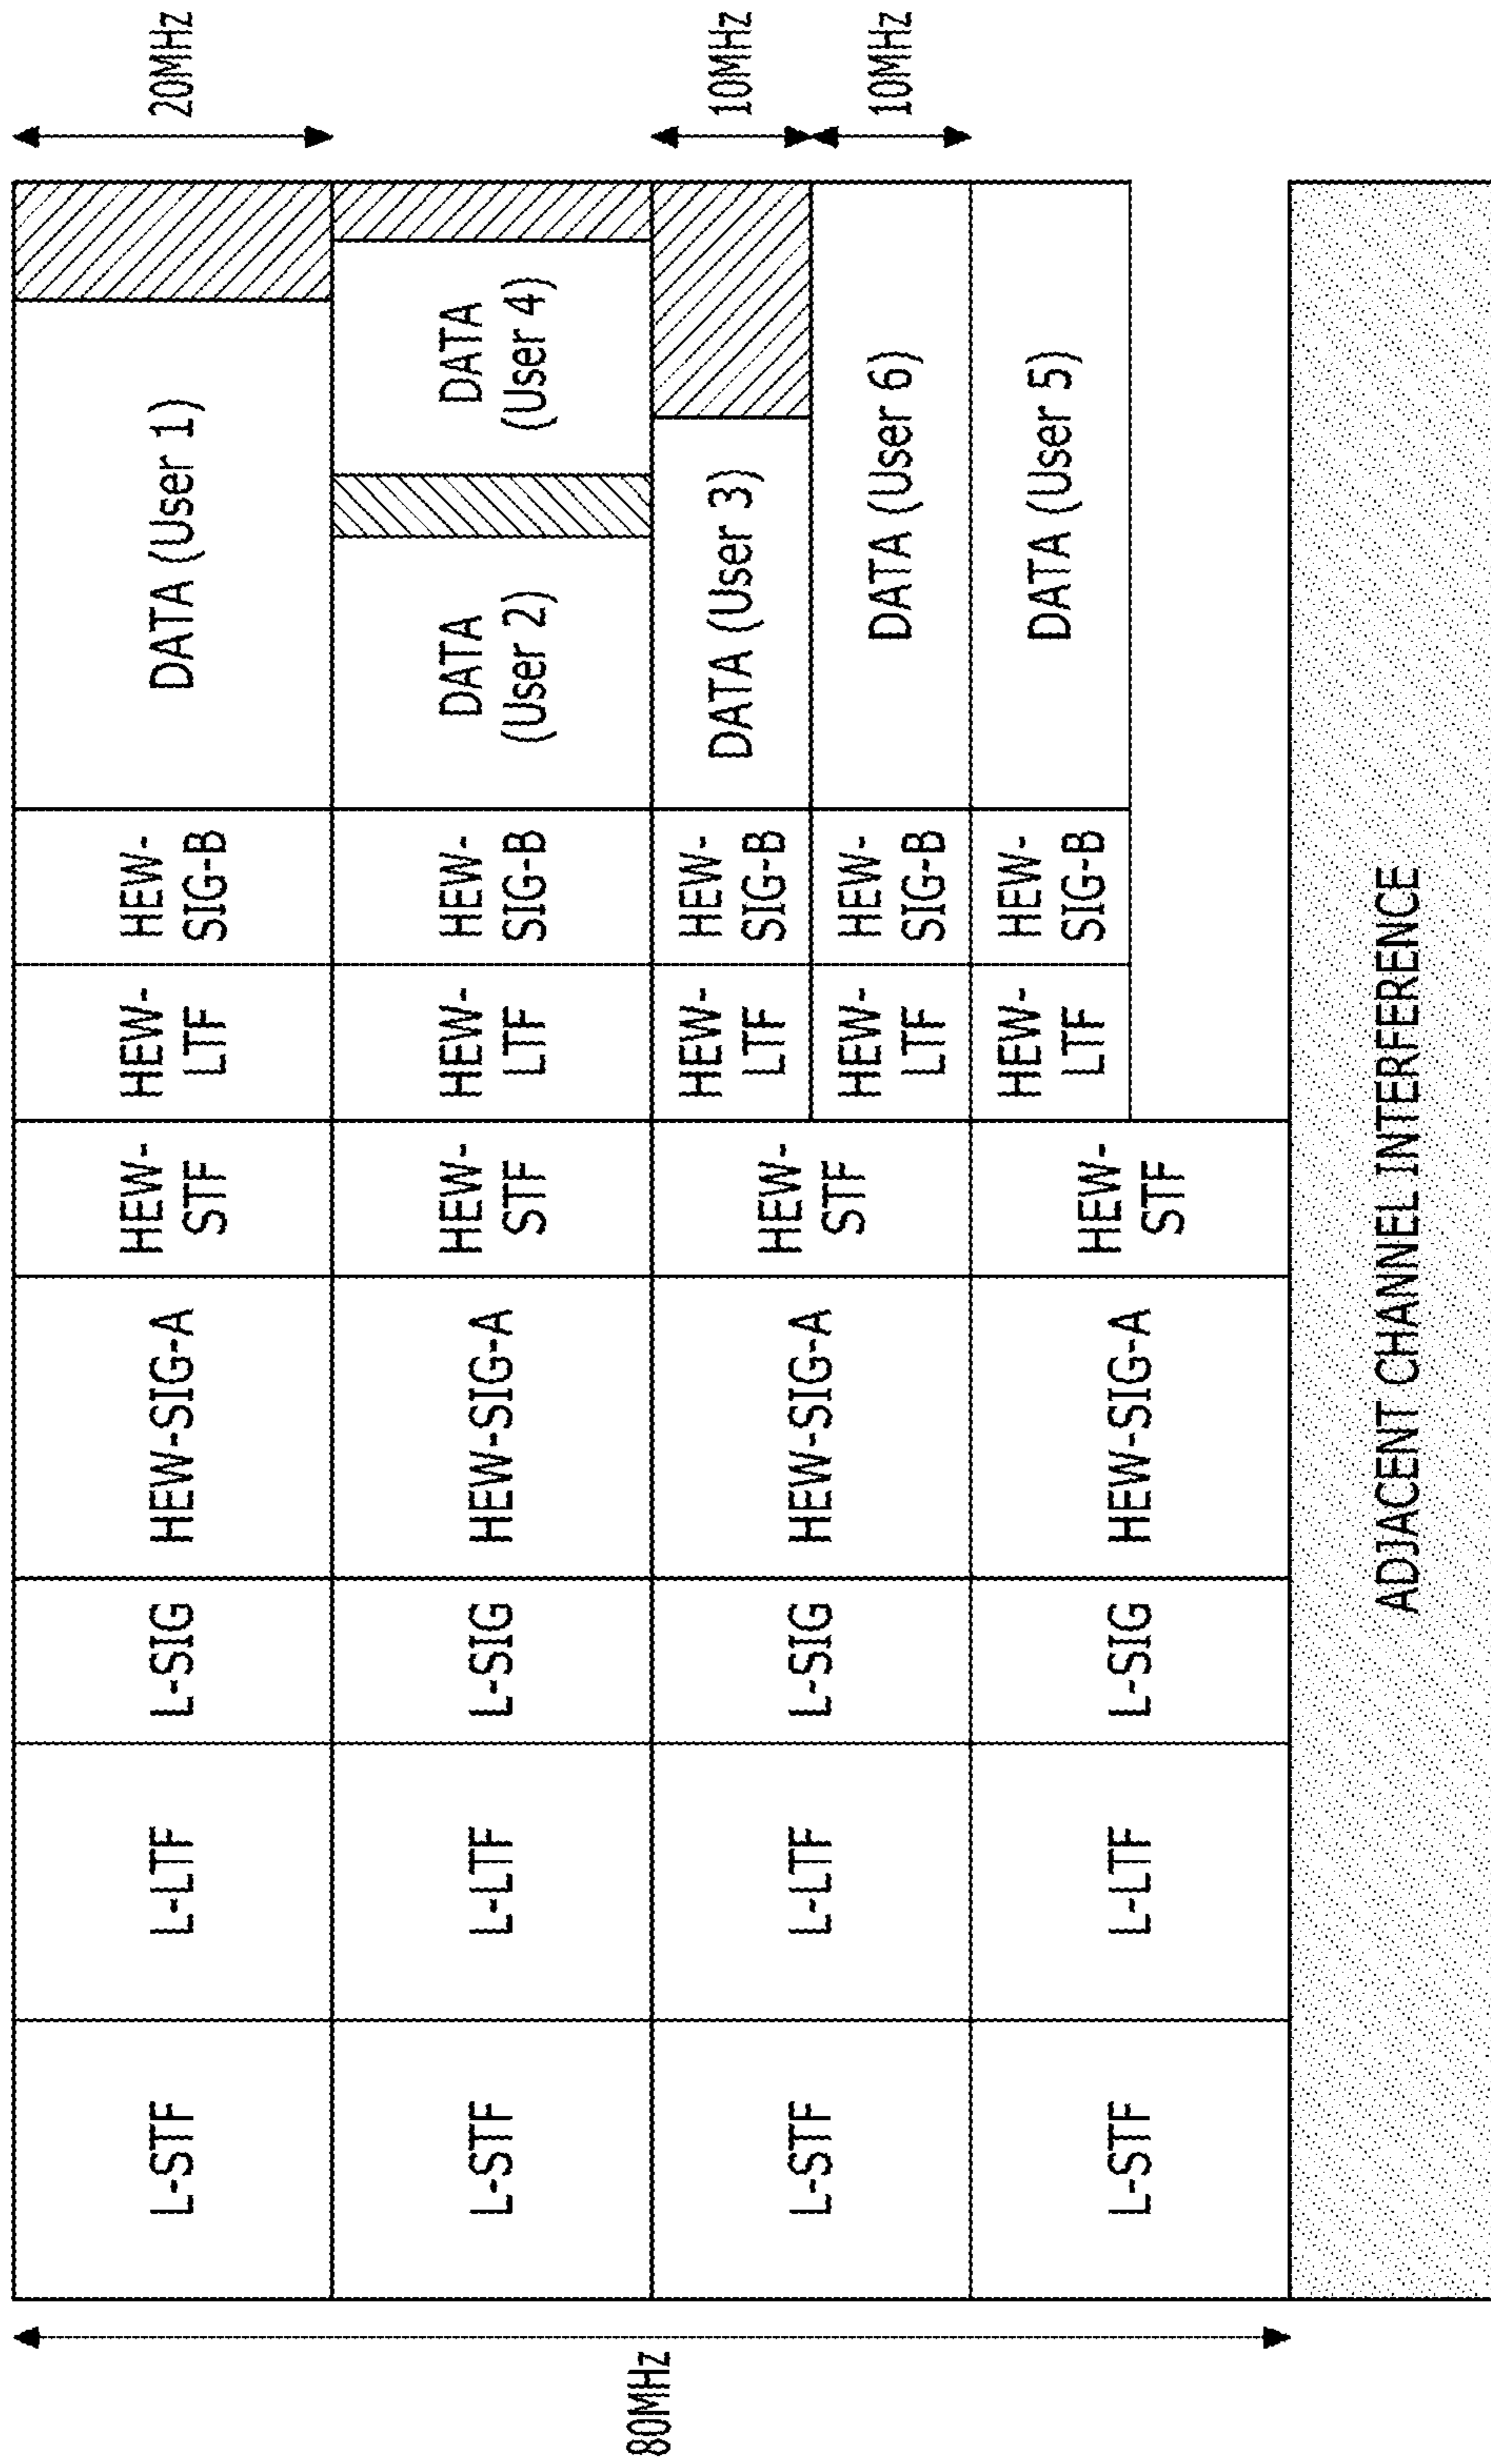 80MHz
L-STF
L-LTF
L-SIG
HEW-SIG-A
HEW-
STF
HEW-
LTF
HEW-
SIG-B
DATA (User 1)
20MHz
L-STF
L-LTF
L-SIG
HEW-SIG-A
HEW-
STF
HEW-
LTF
HEW-
SIG-B
DATA
(User 2)
DATA
(User 4)
L-STF
L-LTF
L-SIG
HEW-SIG-A
HEW-
STF
HEW-
LTF
HEW-
SIG-B
DATA (User 3)
10MHz
HEW-
LTF
HEW-
SIG-B
DATA (User 6)
10MHz
L-STF
L-LTF
L-SIG
HEW-SIG-A
HEW-
STF
HEW-
LTF
HEW-
SIG-B
DATA (User 5)
ADJACENT CHANNEL INTERFERENCE